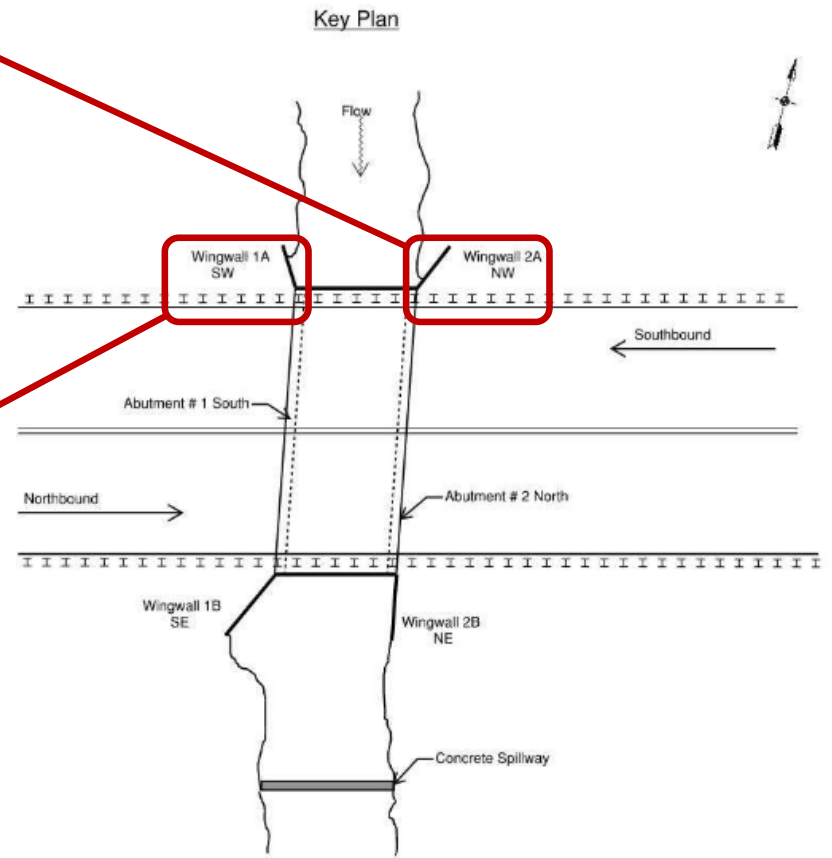 Key Plan
Flow
Wingwall 1A
SW
Wingwall 2A
NW
Southbound
Abutment # 1 South
Northbound
Abutment # 2 North
Wingwall 1B
SE
Wingwall 2B
NE
Concrete Spillway